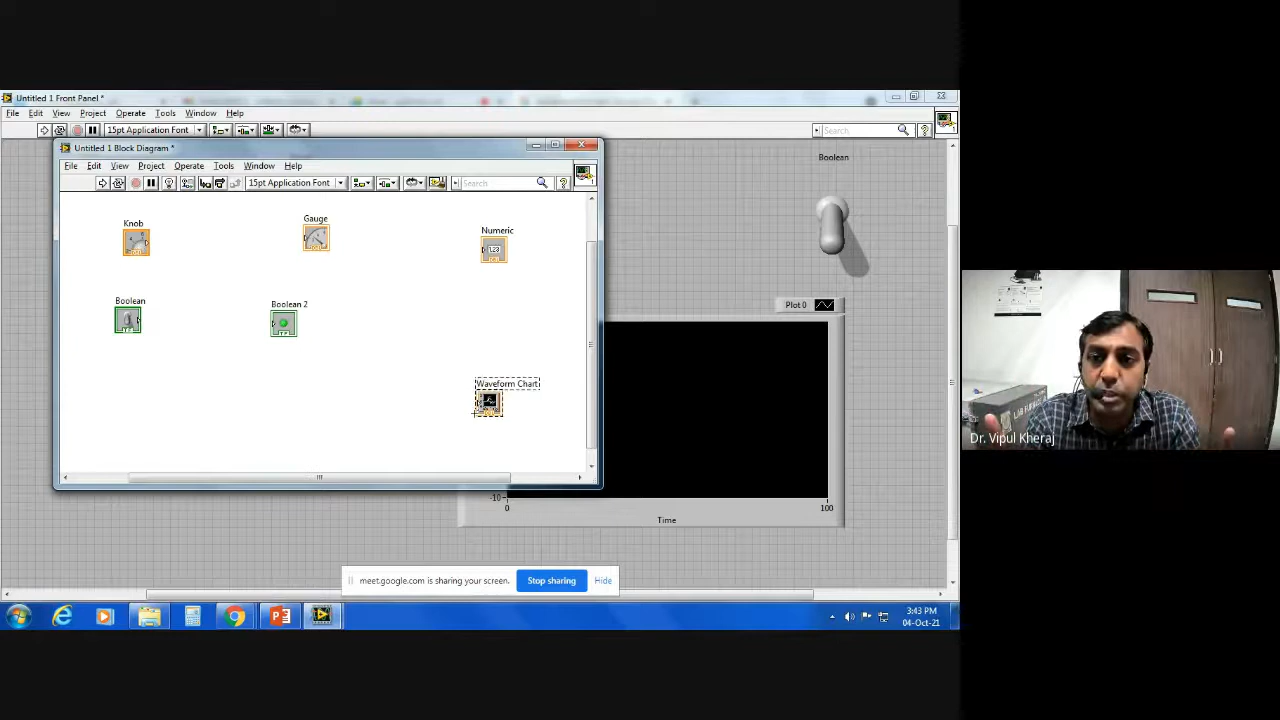 Untitled 1 Front Panel *
File Edit View Project Operate Tools Window Help
15pt Application Font
Search
Boolean
Untitled 1 Block Diagram *
File Edit View Project Operate Tools Window Help
15pt Application Font
Search
Knob
Gauge
Numeric
1.23
Boolean
Boolean 2
Waveform Chart
Plot 0
-10
0
100
Time
Dr. Vipul Kheraj
meet.google.com is sharing your screen.
Stop sharing
Hide
3:43 PM
04-Oct-21